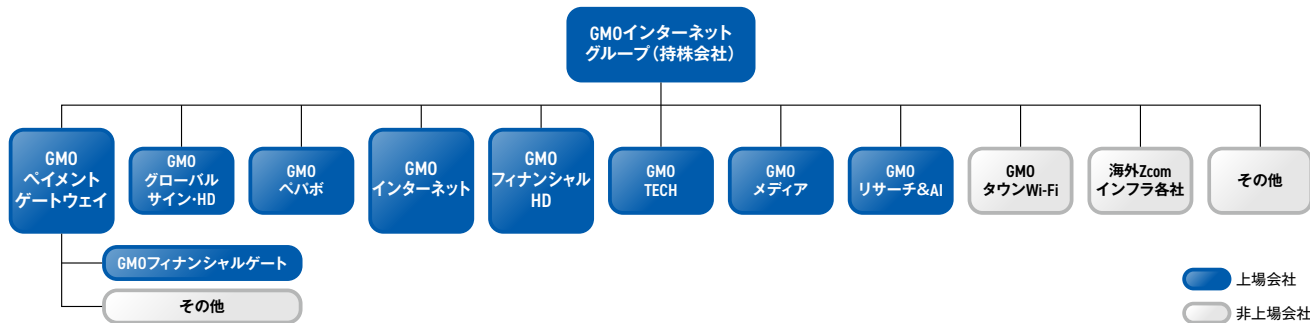 GMOインターネット
グループ（持株会社）
GMO
ペイメント
ゲートウェイ
GMO
グローバル
サイン・HD
GMO
ペパボ
GMO
インターネット
GMO
フィナンシャル
HD
GMO
TECH
GMO
メディア
GMO
リサーチ&AI
GMO
タウンWi-Fi
海外Zcom
インフラ各社
その他
GMOフィナンシャルゲート
その他
上場会社
非上場会社